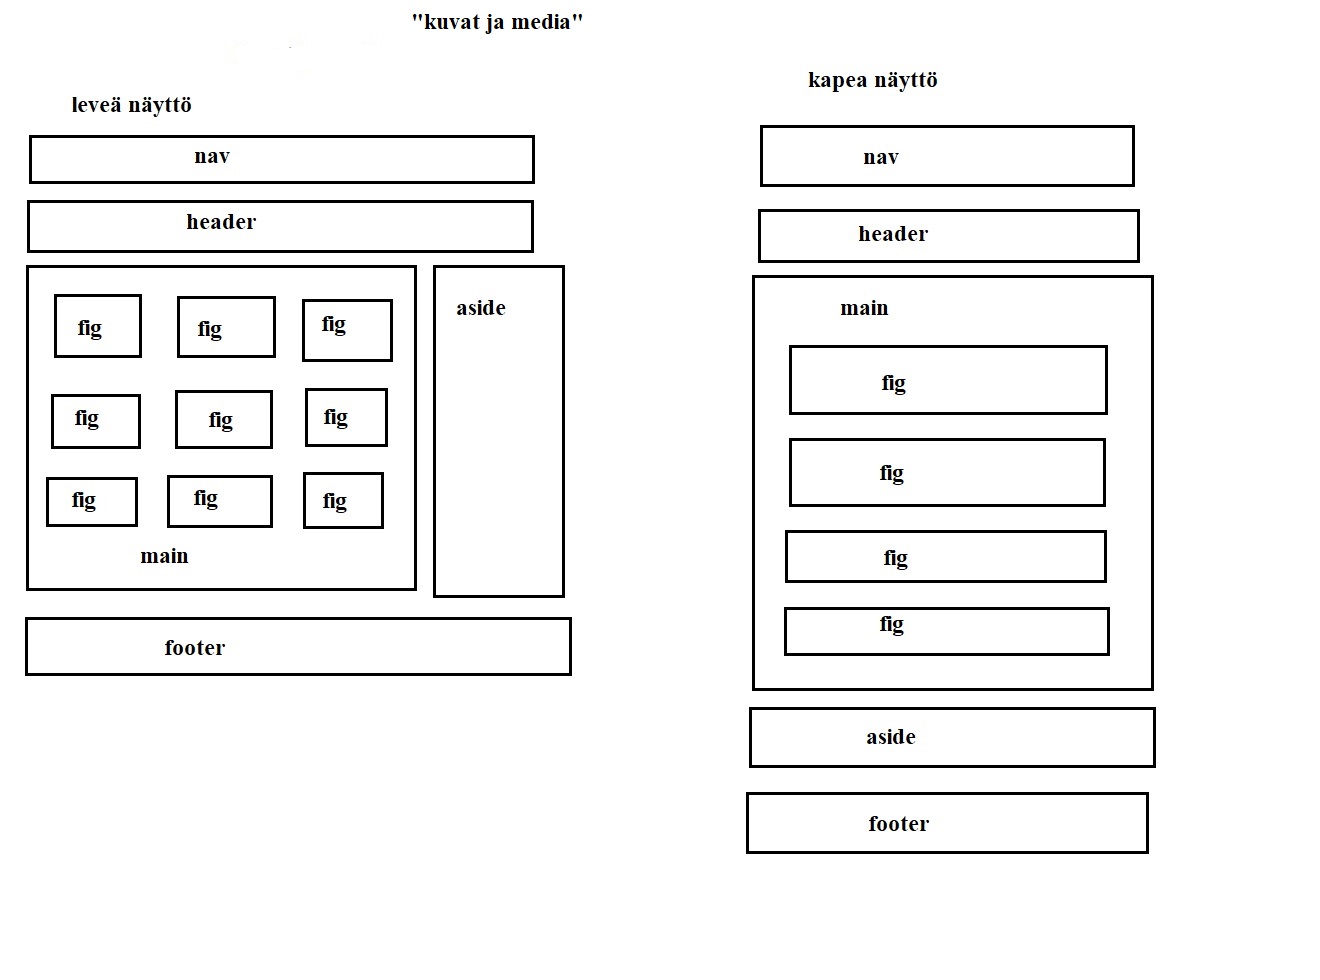 "kuvat ja media"
leveä näyttö
nav
header
fig fig fig
fig fig fig
fig fig fig
main
aside
footer
kapea näyttö
nav
header
main
fig
fig
fig
fig
aside
footer